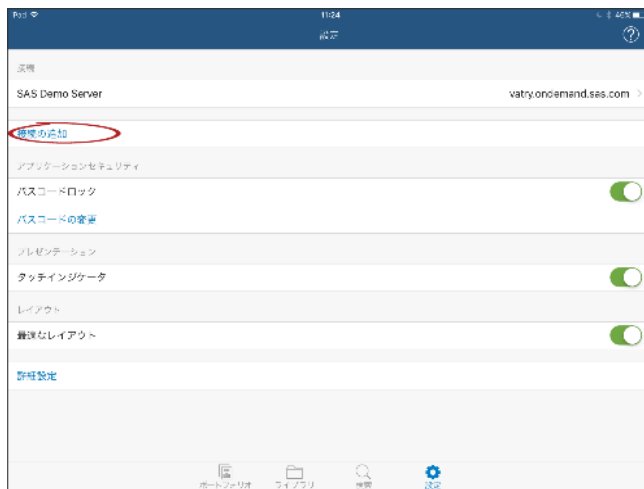 iPad 11:24 46%
設定
接続
SAS Demo Server vatry.ondemand.sas.com
接続の追加
アプリケーションセキュリティ
パスコードロック
パスコードの変更
プレゼンテーション
タッチインジケータ
レイアウト
最適なレイアウト
詳細設定
ポートフォリオ ライブラリ 検索 設定